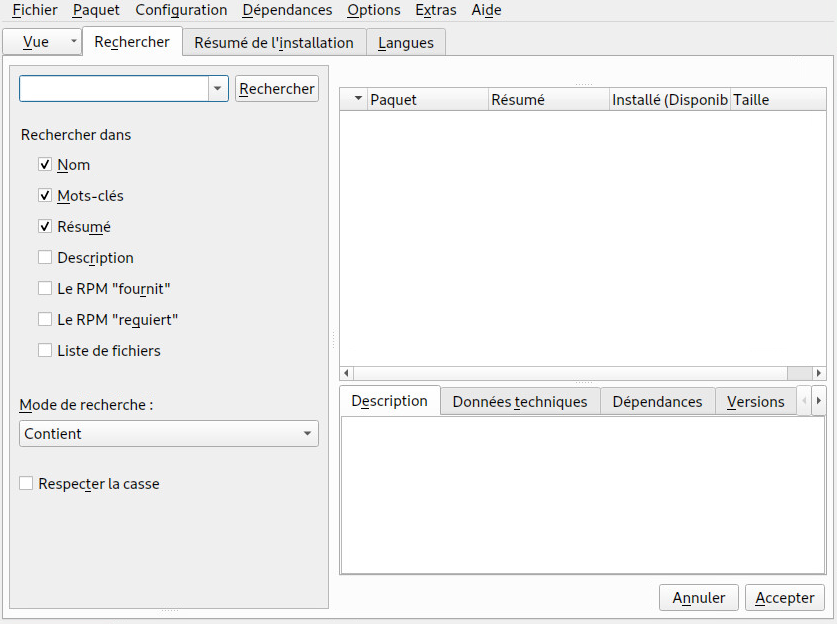 Fichier Paquet Configuration Dépendances Options Extras Aide
Vue Rechercher Résumé de l'installation Langues
Rechercher
Rechercher dans
Nom
Mots-clés
Résumé
Description
Le RPM "fournit"
Le RPM "requiert"
Liste de fichiers
Mode de recherche :
Contient
Respecter la casse
Paquet Résumé Installé (Disponib Taille
Description Données techniques Dépendances Versions
Annuler Accepter